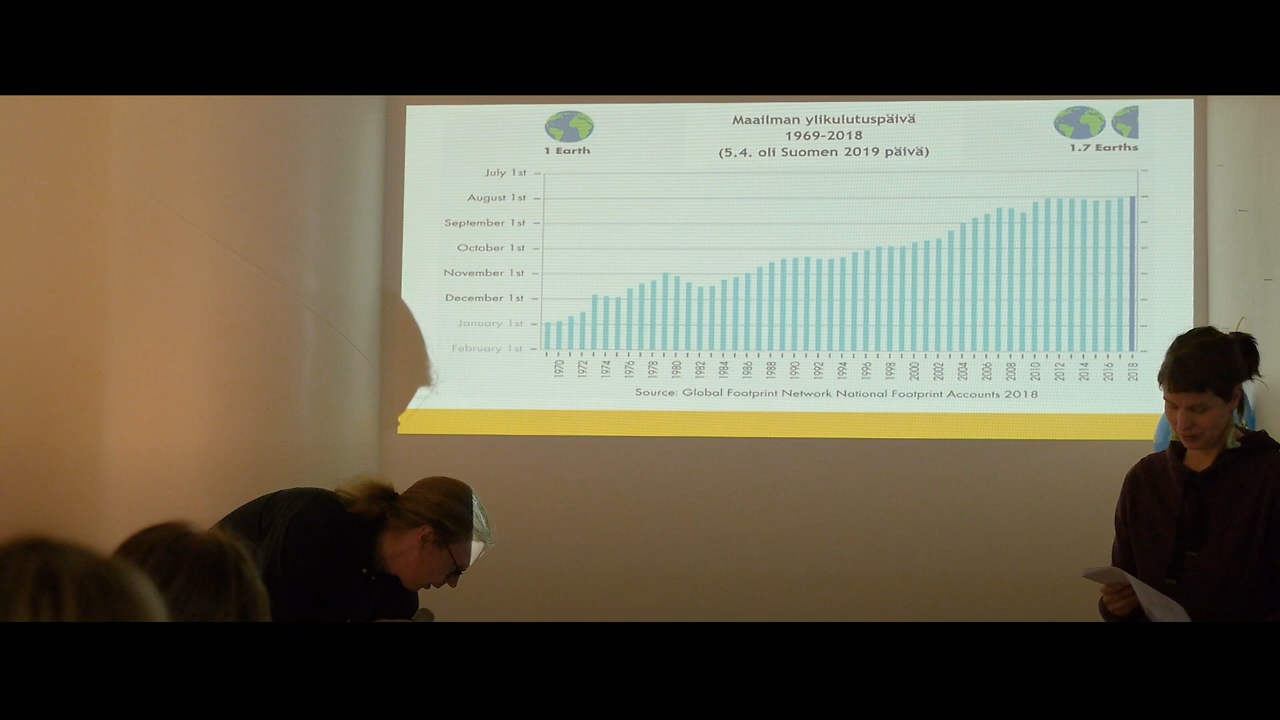 Maailman ylikulutuspäivä
1969-2018
(5.4. oli Suomen 2019 päivä)
1 Earth
1.7 Earths
July 1st
August 1st
September 1st
October 1st
November 1st
December 1st
January 1st
February 1st
1970 1972 1974 1976 1978 1980 1982 1984 1986 1988 1990 1992 1994 1996 1998 2000 2002 2004 2006 2008 2010 2012 2014 2016 2018
Source: Global Footprint Network National Footprint Accounts 2018